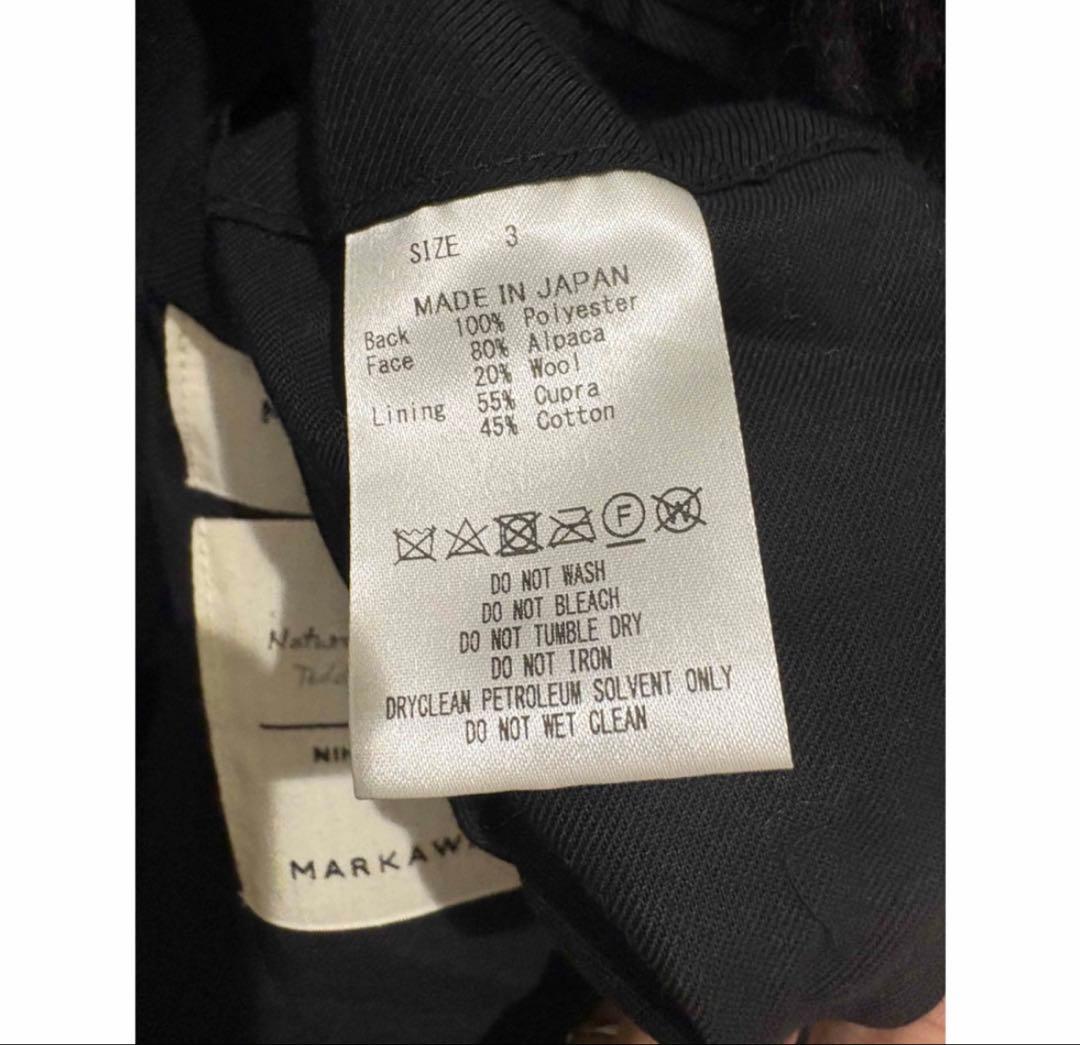 SIZE 3
MADE IN JAPAN
Back 100% Polyester
Face 80% Alpaca
20% Wool
Lining 55% Cupra
45% Cotton
F W
DO NOT WASH
DO NOT BLEACH
DO NOT TUMBLE DRY
DO NOT IRON
DRYCLEAN PETROLEUM SOLVENT ONLY
DO NOT WET CLEAN
MARKAW